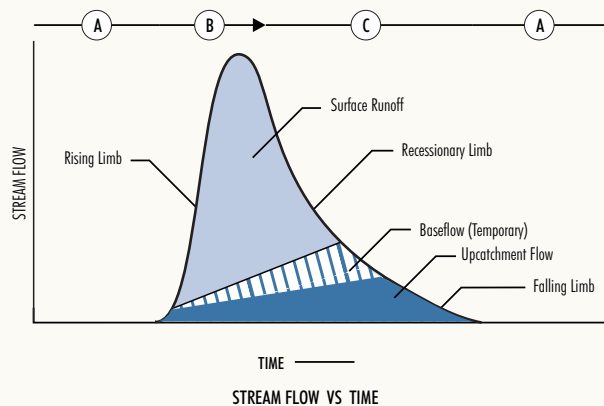 A
B
C
A
Surface Runoff
Rising Limb
Recessionary Limb
STREAM FLOW
Baseflow (Temporary)
Upcatchment Flow
Falling Limb
TIME
STREAM FLOW VS TIME